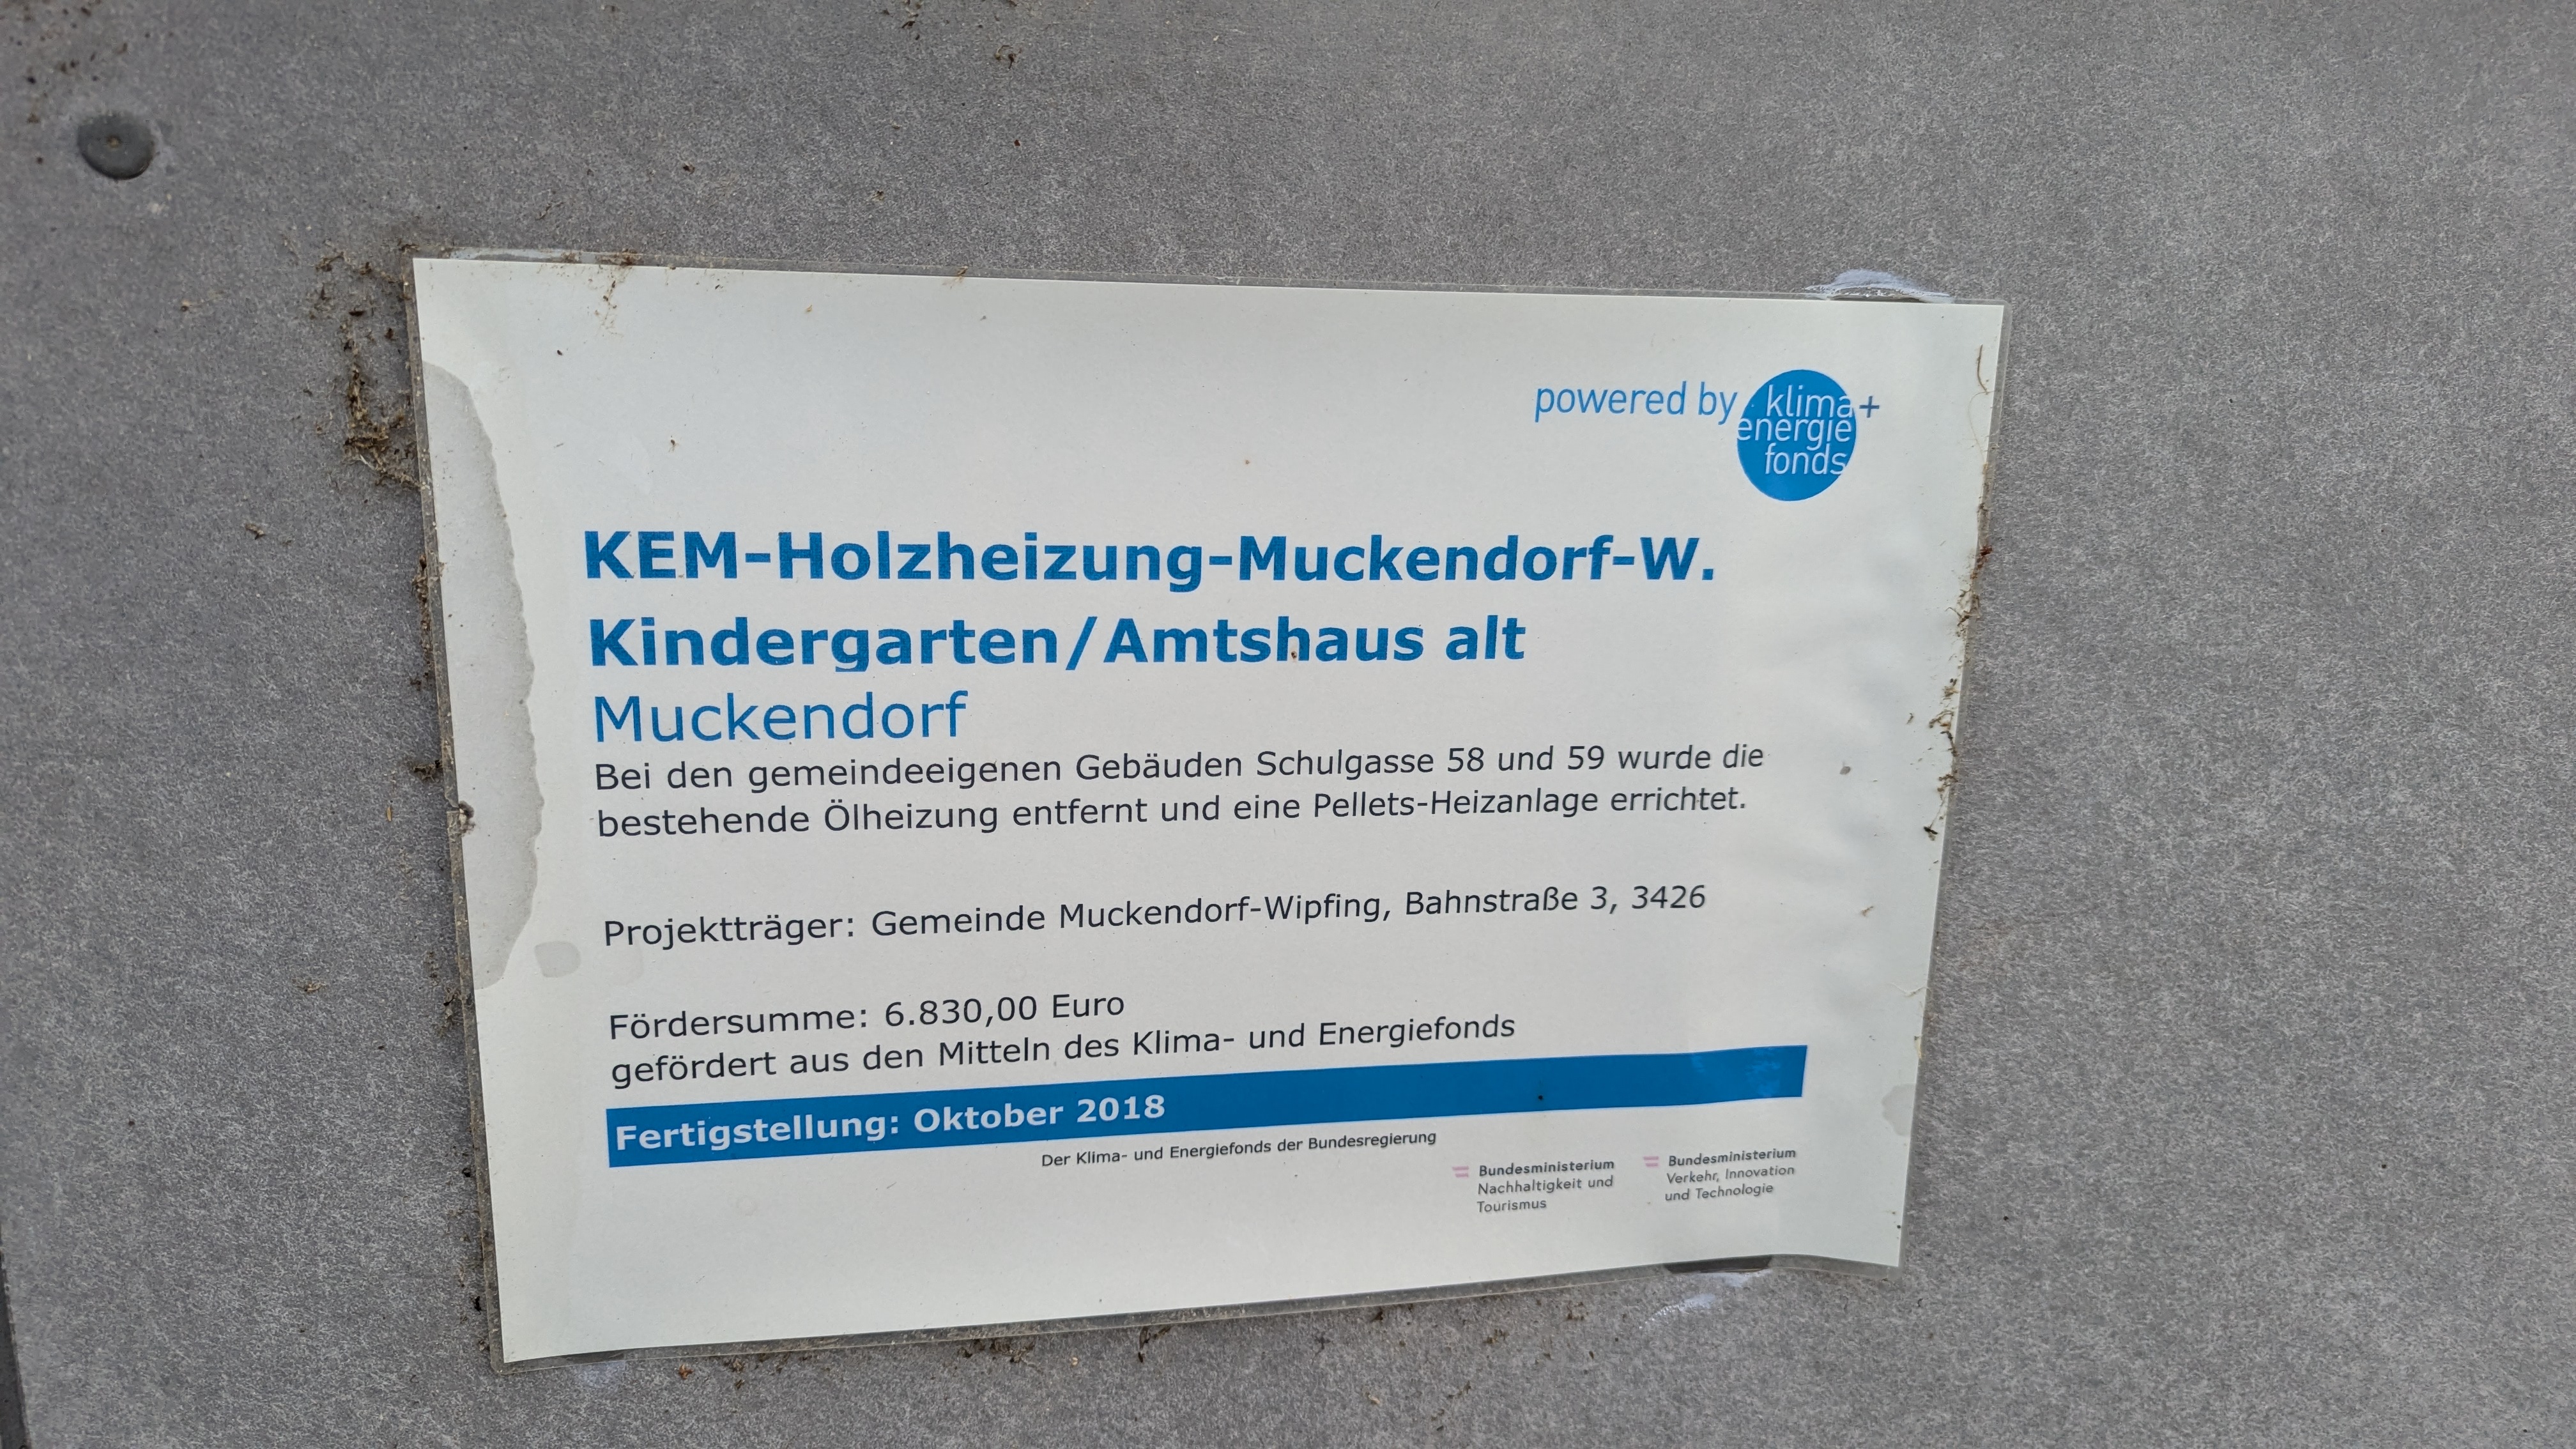 powered by klima+
energie
fonds
KEM-Holzheizung-Muckendorf-W.
Kindergarten/Amtshaus alt
Muckendorf
Bei den gemeindeeigenen Gebäuden Schulgasse 58 und 59 wurde die
bestehende Ölheizung entfernt und eine Pellets-Heizanlage errichtet.
Projektträger: Gemeinde Muckendorf-Wipfing, Bahnstraße 3, 3426
Fördersumme: 6.830,00 Euro
gefördert aus den Mitteln des Klima- und Energiefonds
Fertigstellung: Oktober 2018
Der Klima- und Energiefonds der Bundesregierung
Bundesministerium
Nachhaltigkeit und
Tourismus
Bundesministerium
Verkehr, Innovation
und Technologie